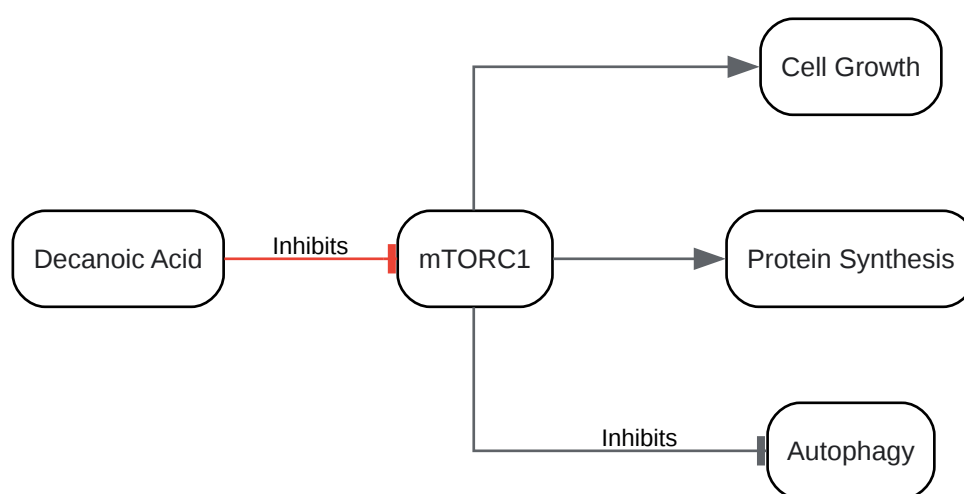 Cell Growth
Decanoic Acid
Inhibits
mTORC1
Protein Synthesis
Inhibits
Autophagy